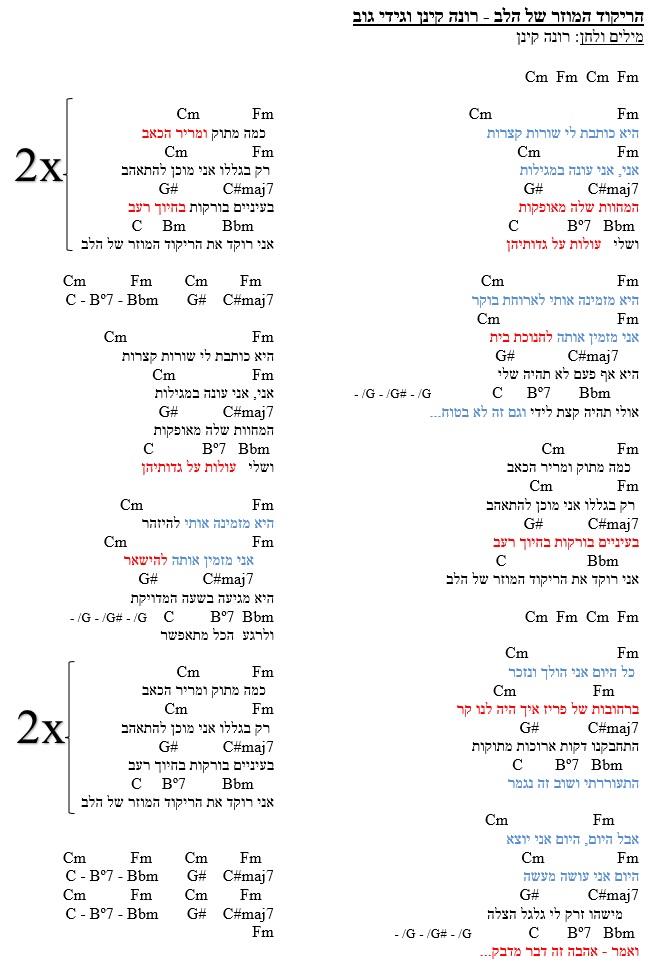 הריקוד המוזר של הלב - רונה קינן וגידי גוב
מילים ולחן: רונה קינן
Cm Fm Cm Fm
Cm Fm
היא כותבת לי שורות קצרות
Cm Fm
אני, אני עונה במגילות
G# C#maj7
המחוות שלה מאופקות
C Bº7 Bbm
ושלי עולות על גדותיהן
Cm Fm
היא מזמינה אותי לארוחת בוקר
Cm Fm
אני מזמין אותה לחנוכת בית
G# C#maj7
היא אף פעם לא תהיה שלי
- /G - /G# - /G C Bº7 Bbm
אולי תהיה קצת לידי וגם זה לא בטוח...
Cm Fm
כמה מתוק ומריר הכאב
Cm Fm
רק בגללו אני מוכן להתאהב
G# C#maj7
בעיניים בורקות בחיוך רעב
C Bbm
אני רוקד את הריקוד המוזר של הלב
Cm Fm Cm Fm
Cm Fm
כל היום אני הולך ונזכר
Cm Fm
ברחובות של פריז איך היה לנו קר
G# C#maj7
התחבקנו דקות ארוכות מתוקות
C Bº7 Bbm
התעוררתי ושוב זה נגמר
Cm Fm
אבל היום, היום אני יוצא
Cm Fm
היום אני עושה מעשה
G# C#maj7
מישהו זרק לי גלגל הצלה
- /G - /G# - /G C Bº7 Bbm
ואמר - אהבה זה דבר מדבק...
2x
Cm Fm
כמה מתוק ומריר הכאב
Cm Fm
רק בגללו אני מוכן להתאהב
G# C#maj7
בעיניים בורקות בחיוך רעב
C Bm Bbm
אני רוקד את הריקוד המוזר של הלב
Cm Fm Cm Fm
C - Bº7 - Bbm G# C#maj7
Cm Fm
היא כותבת לי שורות קצרות
Cm Fm
אני, אני עונה במגילות
G# C#maj7
המחוות שלה מאופקות
C Bº7 Bbm
ושלי עולות על גדותיהן
Cm Fm
היא מזמינה אותי להיזהר
Cm Fm
אני מזמין אותה להישאר
G# C#maj7
היא מגיעה בשעה המדויקת
- /G - /G# - /G C Bº7 Bbm
ולרגע הכל מתאפשר
2x
Cm Fm
כמה מתוק ומריר הכאב
Cm Fm
רק בגללו אני מוכן להתאהב
G# C#maj7
בעיניים בורקות בחיוך רעב
C Bº7 Bbm
אני רוקד את הריקוד המוזר של הלב
Cm Fm Cm Fm
C - Bº7 - Bbm G# C#maj7
Cm Fm Cm Fm
C - Bº7 - Bbm G# C#maj7
Fm